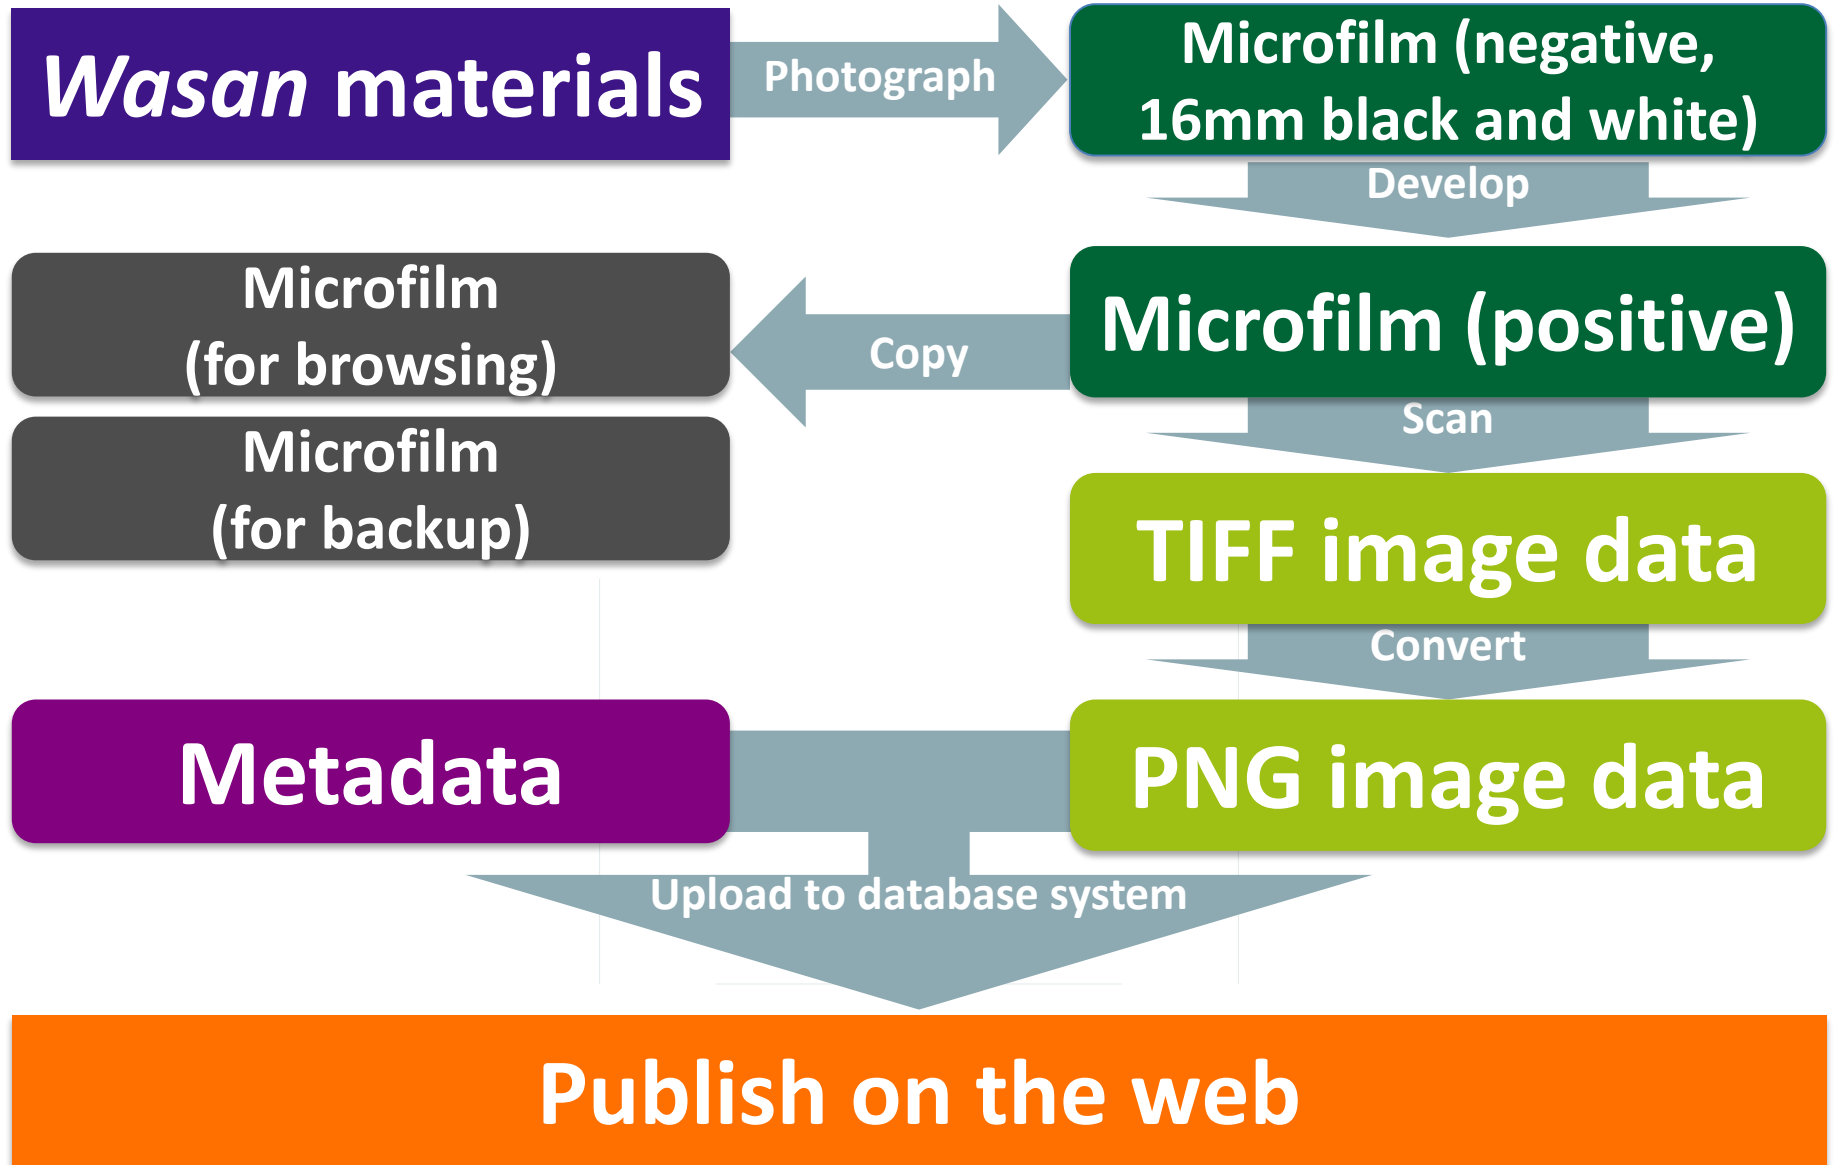 Wasan materials
Photograph
Microfilm (negative,
16mm black and white)
Develop
Microfilm
(for browsing)
Copy
Microfilm (positive)
Scan
Microfilm
(for backup)
TIFF image data
Convert
Metadata
PNG image data
Upload to database system
Publish on the web